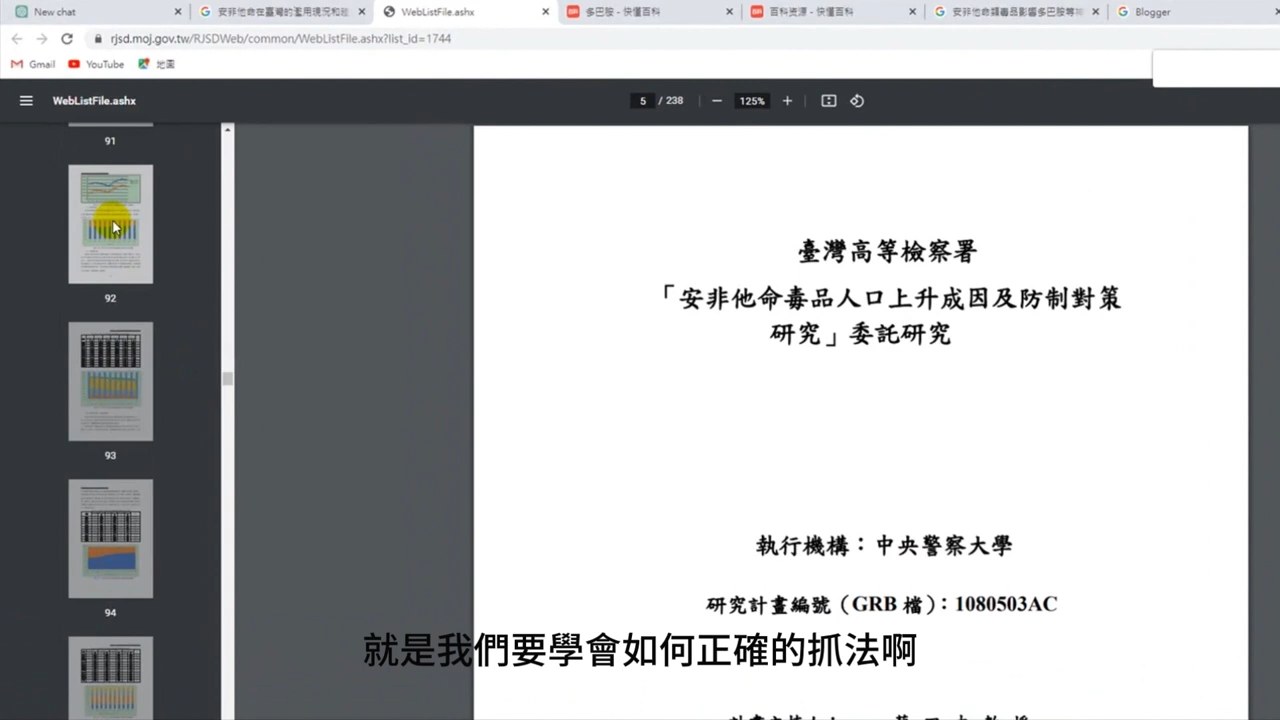 New chat
安非他命在臺灣的濫用現況和
WebListFile.ashx
多巴胺 - 快懂百科
百科资源 - 快懂百科
安非他命類毒品影響多巴胺等
Blogger
rjsd.moj.gov.tw/RJSDWeb/common/WebListFile.ashx?list_id=1744
Gmail
YouTube
地圖
WebListFile.ashx
5 / 238
125%
91
92
93
94
臺灣高等檢察署
「安非他命毒品人口上升成因及防制對策
研究」委託研究
執行機構：中央警察大學
研究計畫編號（GRB 檔）：1080503AC
就是我們要學會如何正確的抓法啊